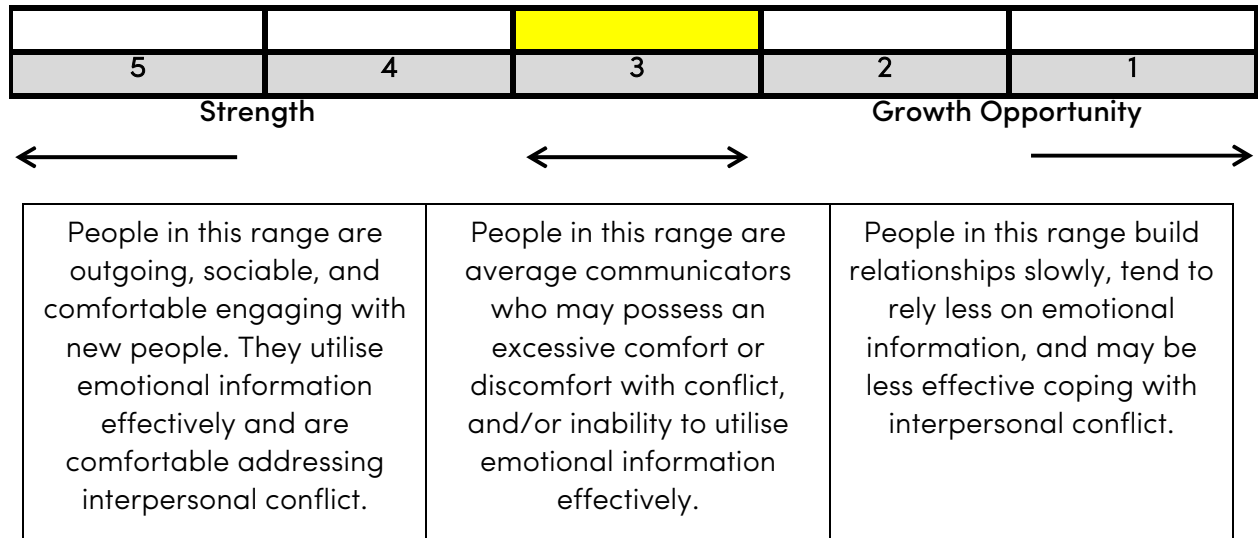 5 4 3 2 1
Strength Growth Opportunity
People in this range are
outgoing, sociable, and
comfortable engaging with
new people. They utilise
emotional information
effectively and are
comfortable addressing
interpersonal conflict.
People in this range are
average communicators
who may possess an
excessive comfort or
discomfort with conflict,
and/or inability to utilise
emotional information
effectively.
People in this range build
relationships slowly, tend to
rely less on emotional
information, and may be
less effective coping with
interpersonal conflict.